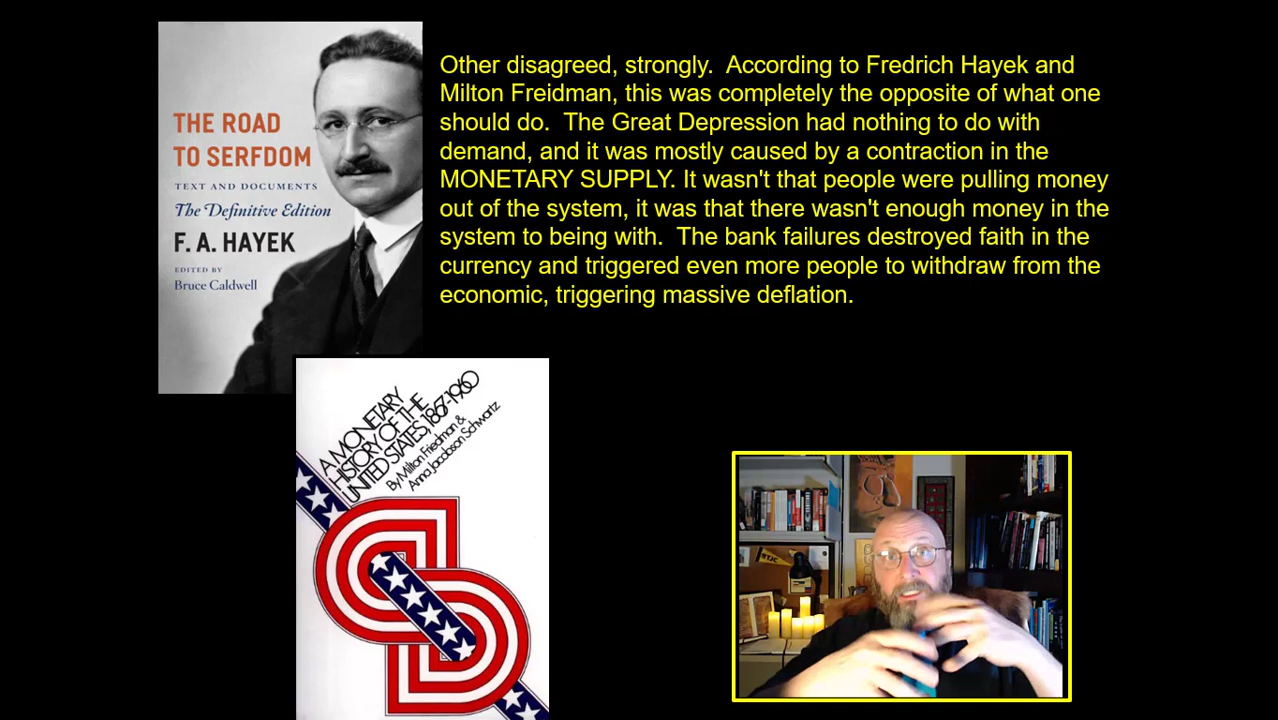 THE ROAD
TO SERFDOM
TEXT AND DOCUMENTS
The Definitive Edition
F. A. HAYEK
EDITED BY
Bruce Caldwell
Other disagreed, strongly.  According to Fredrich Hayek and
Milton Freidman, this was completely the opposite of what one
should do.  The Great Depression had nothing to do with
demand, and it was mostly caused by a contraction in the
MONETARY SUPPLY. It wasn't that people were pulling money
out of the system, it was that there wasn't enough money in the
system to being with.  The bank failures destroyed faith in the
currency and triggered even more people to withdraw from the
economic, triggering massive deflation.
A MONETARY
HISTORY OF THE
UNITED STATES, 1867-1960
By Milton Friedman &
Anna Jacobson Schwartz